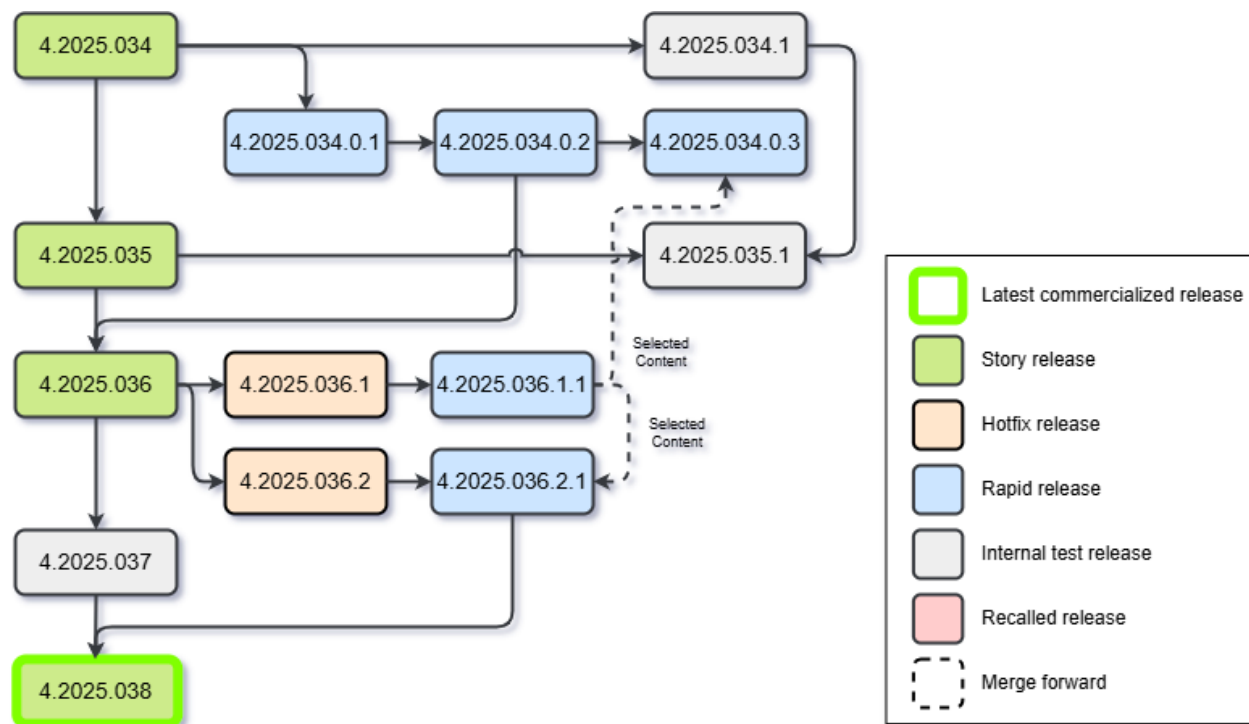 4.2025.034
4.2025.034.1
4.2025.034.0.1
4.2025.034.0.2
4.2025.034.0.3
4.2025.035
4.2025.035.1
4.2025.036
4.2025.036.1
4.2025.036.1.1
Selected
Content
Selected
Content
4.2025.036.2
4.2025.036.2.1
4.2025.037
4.2025.038
Latest commercialized release
Story release
Hotfix release
Rapid release
Internal test release
Recalled release
Merge forward